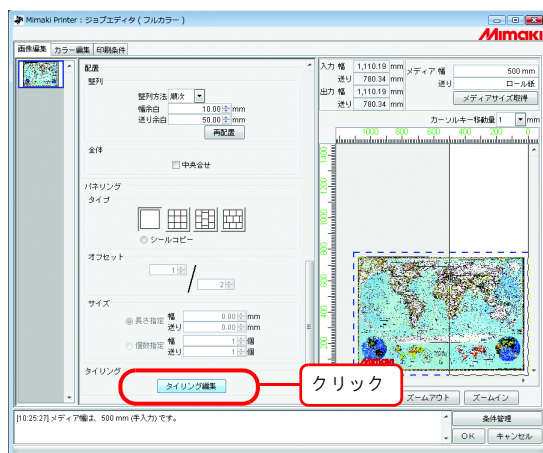 Mimaki Printer : ジョブエディタ ( フルカラー )
Mimaki
画像編集 カラー編集 印刷条件
配置
整列
整列方法 順次
幅余白 10.00 mm
送り余白 50.00 mm
再配置
全体
中央合せ
パネリング
タイプ
シールコピー
オフセット
1 / 2
サイズ
長さ指定 幅 0.00 mm
送り 0.00 mm
個数指定 幅 1 個
送り 1 個
タイリング
タイリング編集
クリック
入力 幅 1,110.19 mm
送り 780.34 mm
出力 幅 1,110.19 mm
送り 780.34 mm
メディア 幅 500 mm
送り ロール紙
メディアサイズ取得
カーソルキー移動量 1 mm
1000 800 600 400 200 0
1200
1000
800
600
400
200
ズームアウト ズームイン
[10:25:27] メディア幅は、500 mm (手入力) です。
条件管理
OK キャンセル